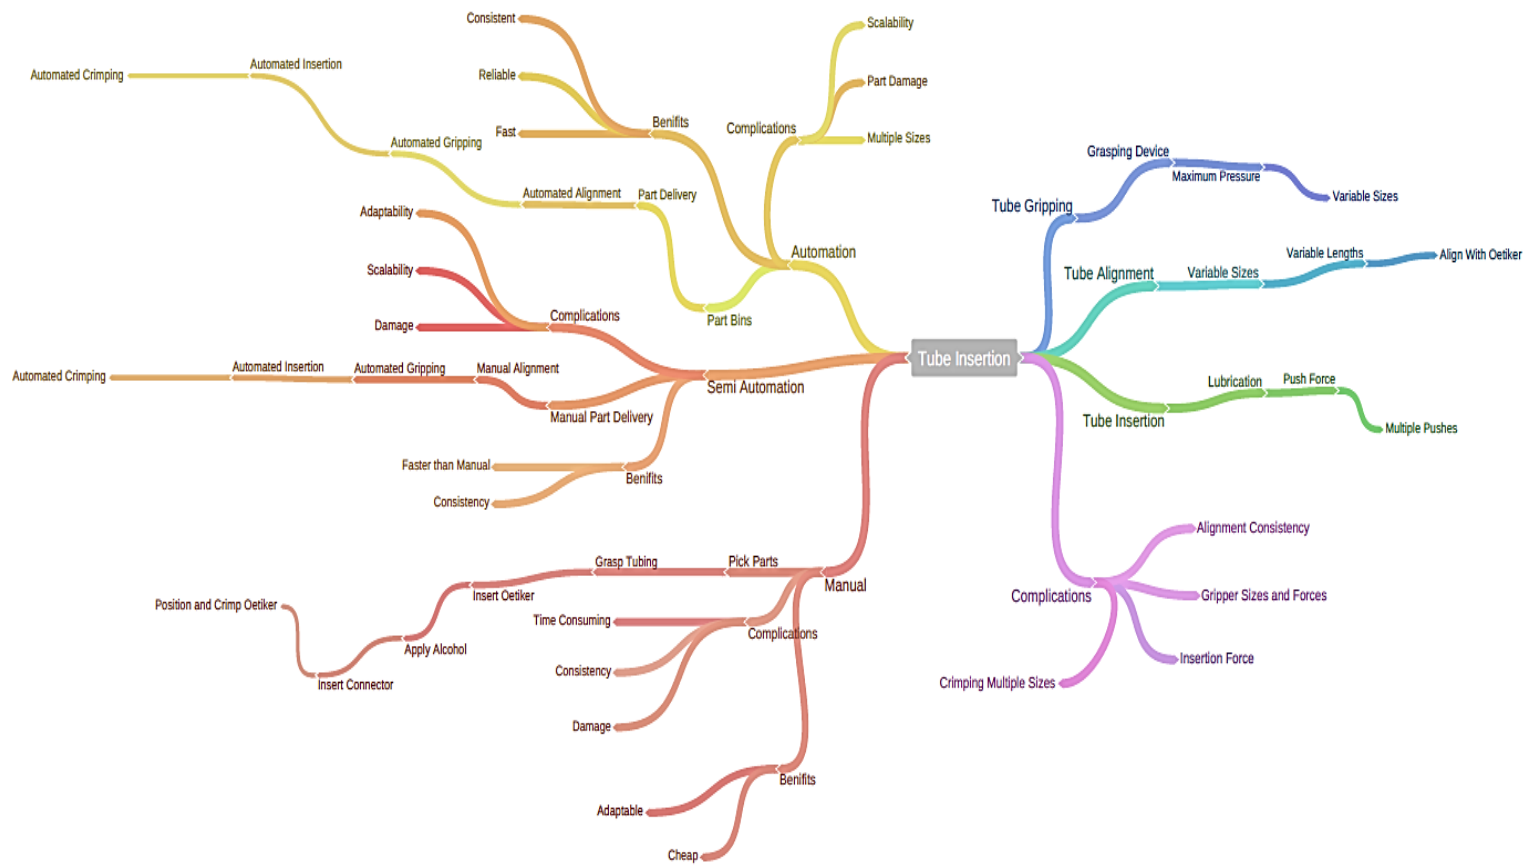 Consistent
Scalability
Automated Crimping
Automated Insertion
Reliable
Part Damage
Benifits
Complications
Fast
Multiple Sizes
Automated Gripping
Grasping Device
Maximum Pressure
Variable Sizes
Automated Alignment
Part Delivery
Tube Gripping
Adaptability
Automation
Variable Lengths
Align With Oetiker
Scalability
Tube Alignment
Variable Sizes
Complications
Part Bins
Damage
Tube Insertion
Automated Crimping
Automated Insertion
Automated Gripping
Manual Alignment
Semi Automation
Lubrication
Push Force
Manual Part Delivery
Tube Insertion
Multiple Pushes
Faster than Manual
Benifits
Consistency
Alignment Consistency
Grasp Tubing
Pick Parts
Manual
Complications
Gripper Sizes and Forces
Insert Oetiker
Position and Crimp Oetiker
Time Consuming
Complications
Apply Alcohol
Insertion Force
Consistency
Insert Connector
Crimping Multiple Sizes
Damage
Benifits
Adaptable
Cheap